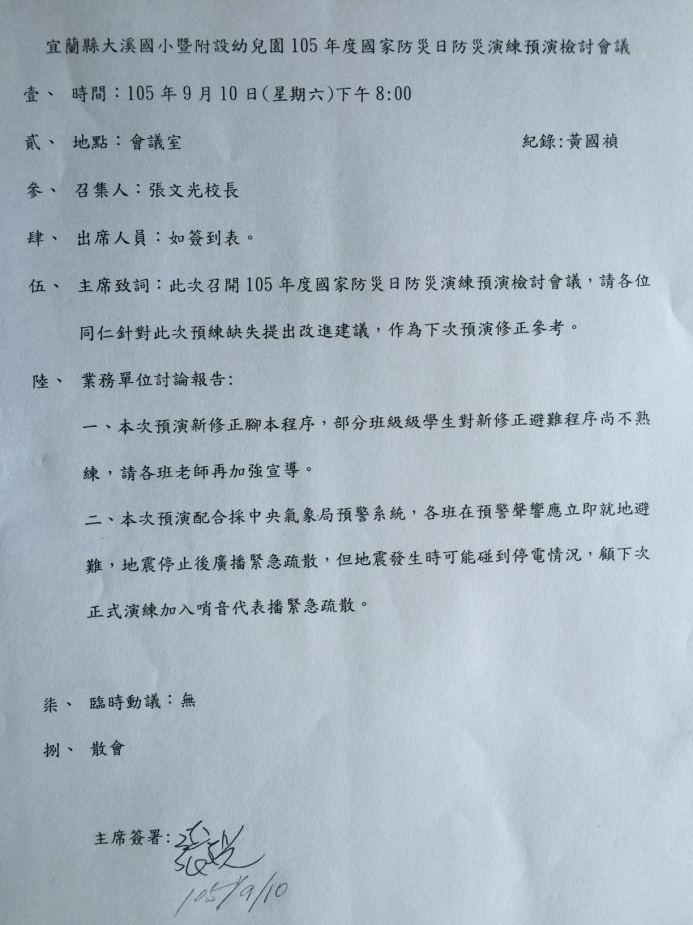 宜蘭縣大溪國小暨附設幼兒園 105 年度國家防災日防災演練預演檢討會議
壹、 時間：105 年 9 月 10 日(星期六)下午 8:00
貳、 地點：會議室 紀錄:黃國禎
參、 召集人：張文光校長
肆、 出席人員：如簽到表。
伍、 主席致詞：此次召開 105 年度國家防災日防災演練預演檢討會議，請各位
同仁針對此次預練缺失提出改進建議，作為下次預演修正參考。
陸、 業務單位討論報告:
一、本次預演新修正腳本程序，部分班級級學生對新修正避難程序尚不熟
練，請各班老師再加強宣導。
二、本次預演配合採中央氣象局預警系統，各班在預警聲響應立即就地避
難，地震停止後廣播緊急疏散，但地震發生時可能碰到停電情況，顧下次
正式演練加入哨音代表播緊急疏散。
柒、 臨時動議：無
捌、 散會
主席簽署:
105/9/10